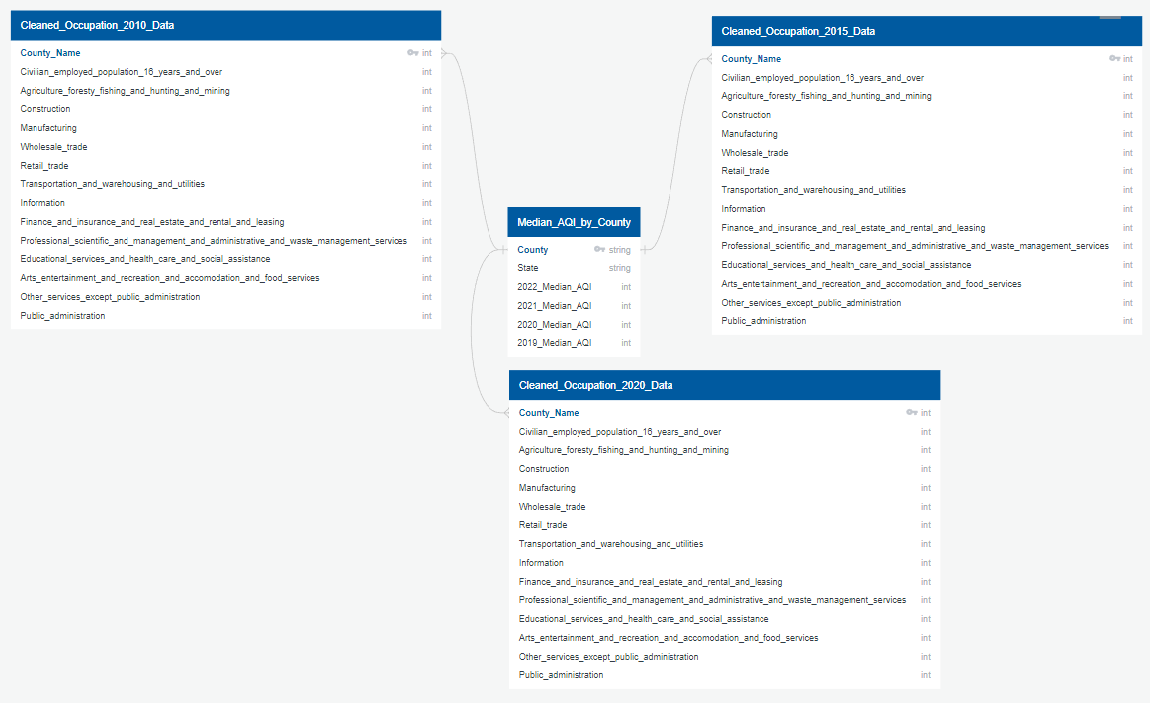 Cleaned_Occupation_2010_Data
County_Name int
Civilian_employed_population_16_years_and_over int
Agriculture_foresty_fishing_and_hunting_and_mining int
Construction int
Manufacturing int
Wholesale_trade int
Retail_trade int
Transportation_and_warehousing_and_utilities int
Information int
Finance_and_insurance_and_real_estate_and_rental_and_leasing int
Professional_scientific_and_management_and_administrative_and_waste_management_services int
Educational_services_and_health_care_and_social_assistance int
Arts_entertainment_and_recreation_and_accomodation_and_food_services int
Other_services_except_public_administration int
Public_administration int
Cleaned_Occupation_2015_Data
County_Name int
Civilian_employed_population_16_years_and_over int
Agriculture_foresty_fishing_and_hunting_and_mining int
Construction int
Manufacturing int
Wholesale_trade int
Retail_trade int
Transportation_and_warehousing_and_utilities int
Information int
Finance_and_insurance_and_real_estate_and_rental_and_leasing int
Professional_scientific_and_management_and_administrative_and_waste_management_services int
Educational_services_and_health_care_and_social_assistance int
Arts_entertainment_and_recreation_and_accomodation_and_food_services int
Other_services_except_public_administration int
Public_administration int
Median_AQI_by_County
County string
State string
2022_Median_AQI int
2021_Median_AQI int
2020_Median_AQI int
2019_Median_AQI int
Cleaned_Occupation_2020_Data
County_Name int
Civilian_employed_population_16_years_and_over int
Agriculture_foresty_fishing_and_hunting_and_mining int
Construction int
Manufacturing int
Wholesale_trade int
Retail_trade int
Transportation_and_warehousing_and_utilities int
Information int
Finance_and_insurance_and_real_estate_and_rental_and_leasing int
Professional_scientific_and_management_and_administrative_and_waste_management_services int
Educational_services_and_health_care_and_social_assistance int
Arts_entertainment_and_recreation_and_accomodation_and_food_services int
Other_services_except_public_administration int
Public_administration int